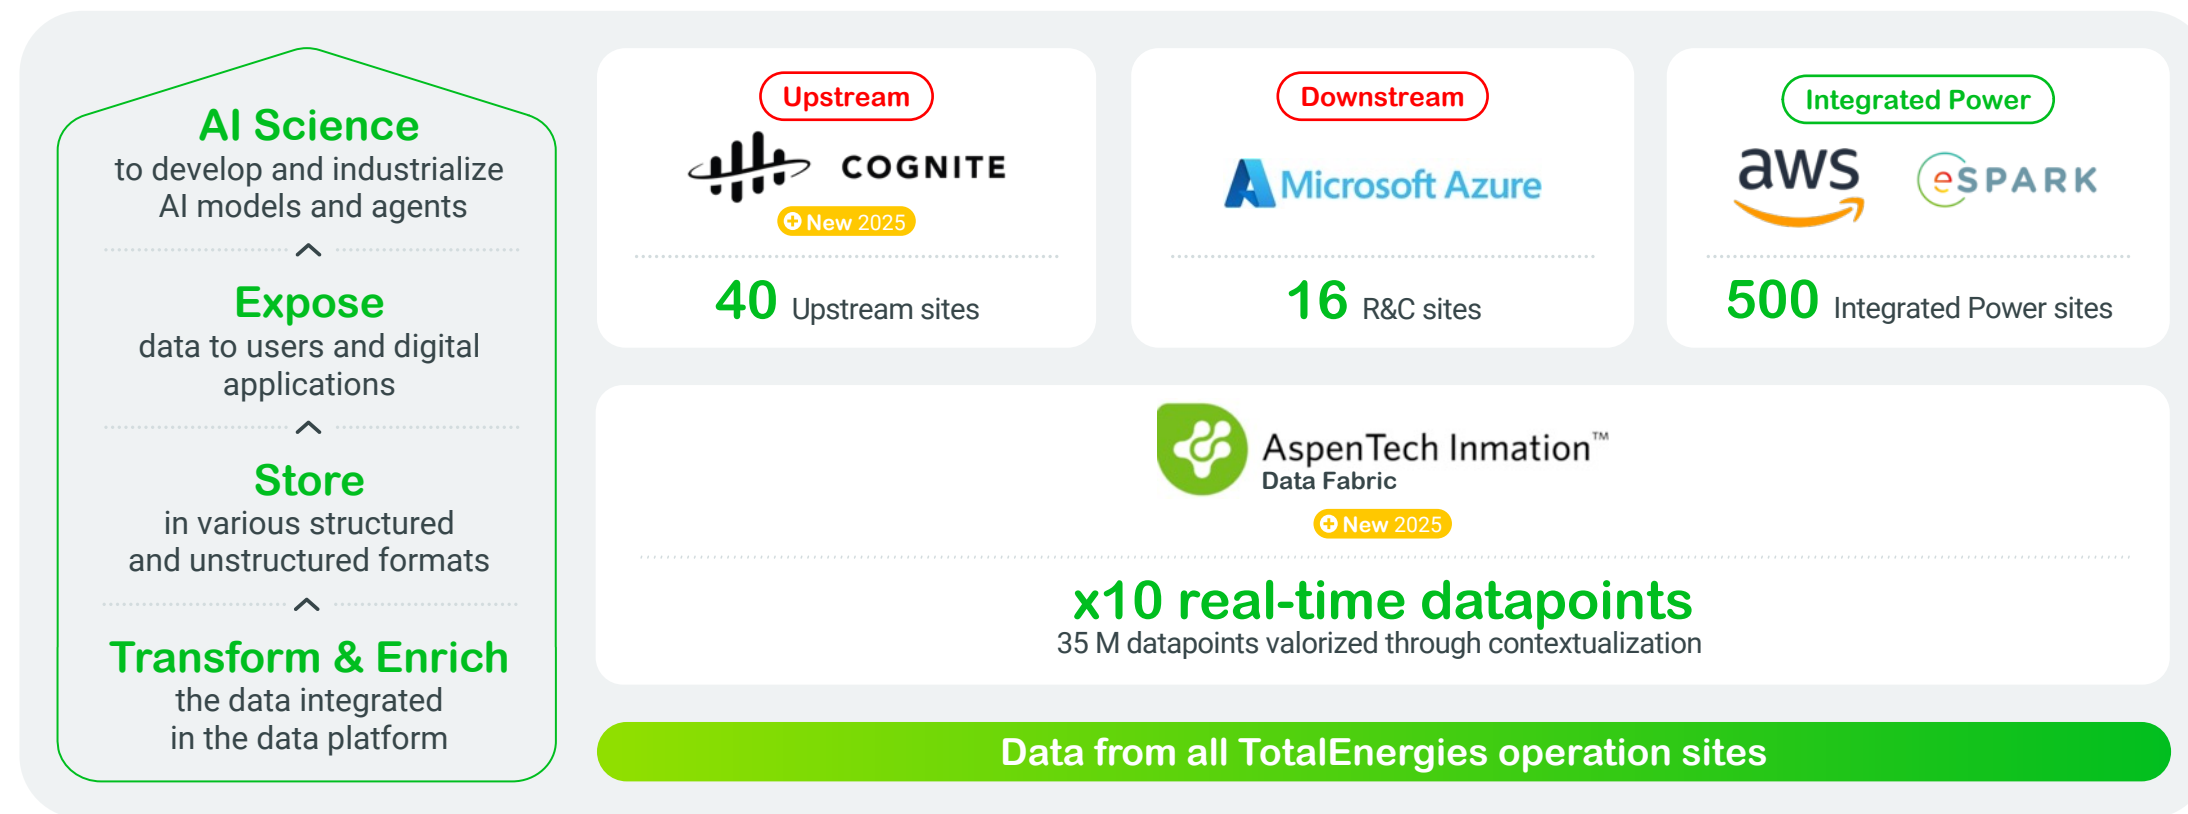 AI Science
to develop and industrialize
AI models and agents
Expose
data to users and digital
applications
Store
in various structured
and unstructured formats
Transform & Enrich
the data integrated
in the data platform
Upstream
COGNITE
New 2025
40 Upstream sites
Downstream
Microsoft Azure
16 R&C sites
Integrated Power
aws eSPARK
500 Integrated Power sites
AspenTech Inmation™
Data Fabric
New 2025
x10 real-time datapoints
35 M datapoints valorized through contextualization
Data from all TotalEnergies operation sites